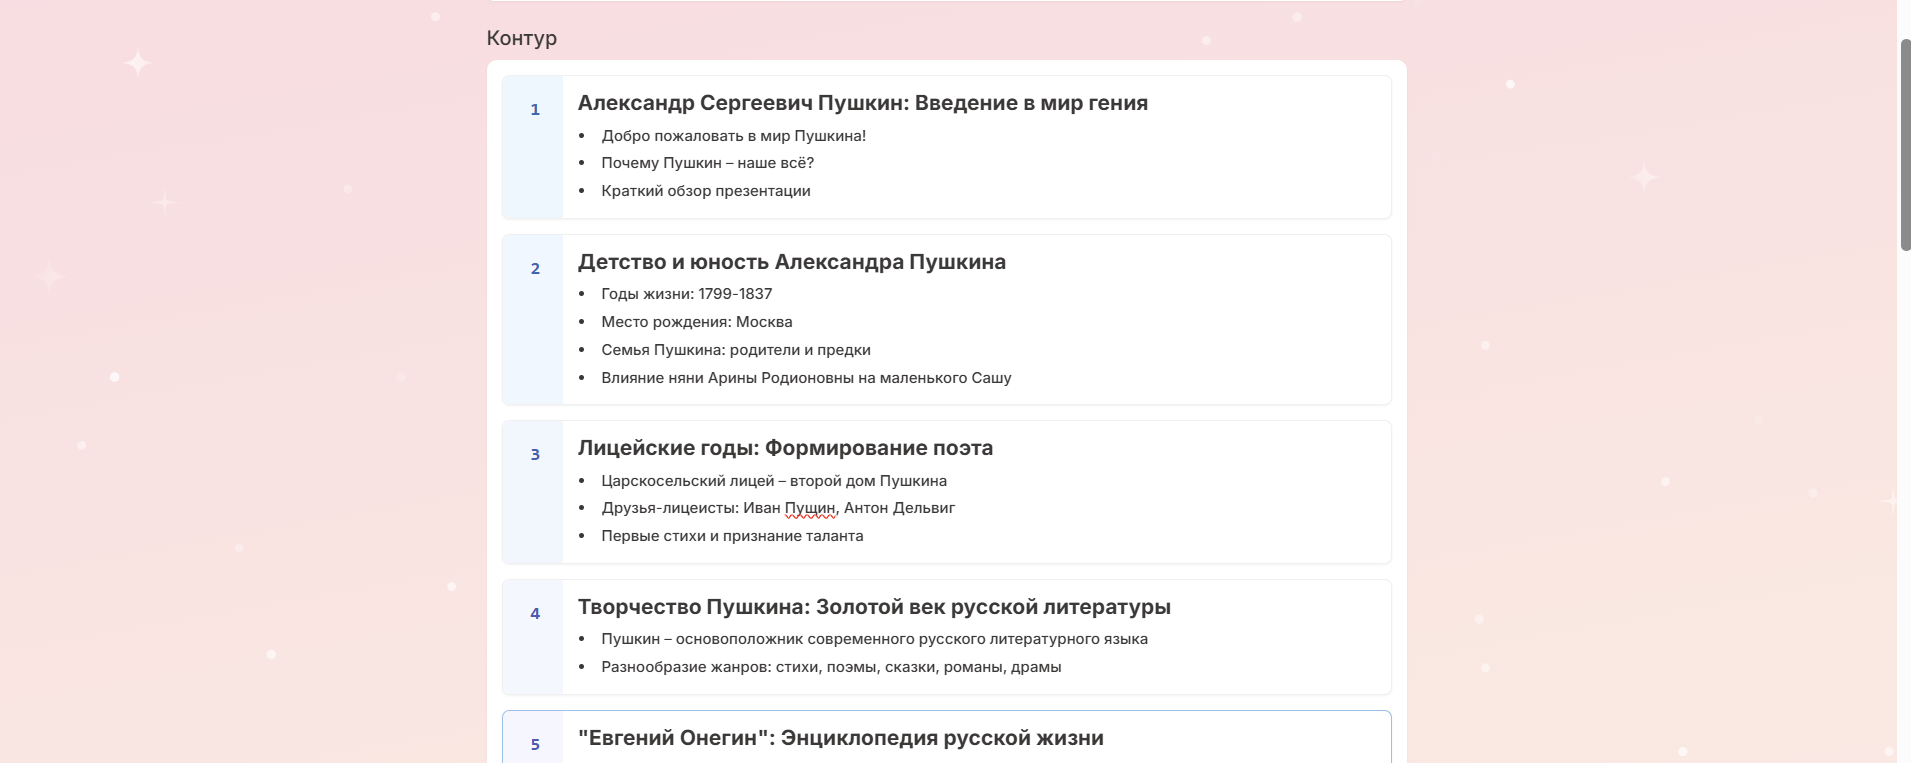 Контур
1
Александр Сергеевич Пушкин: Введение в мир гения
• Добро пожаловать в мир Пушкина!
• Почему Пушкин – наше всё?
• Краткий обзор презентации
2
Детство и юность Александра Пушкина
• Годы жизни: 1799-1837
• Место рождения: Москва
• Семья Пушкина: родители и предки
• Влияние няни Арины Родионовны на маленького Сашу
3
Лицейские годы: Формирование поэта
• Царскосельский лицей – второй дом Пушкина
• Друзья-лицеисты: Иван Пущин, Антон Дельвиг
• Первые стихи и признание таланта
4
Творчество Пушкина: Золотой век русской литературы
• Пушкин – основоположник современного русского литературного языка
• Разнообразие жанров: стихи, поэмы, сказки, романы, драмы
5
"Евгений Онегин": Энциклопедия русской жизни